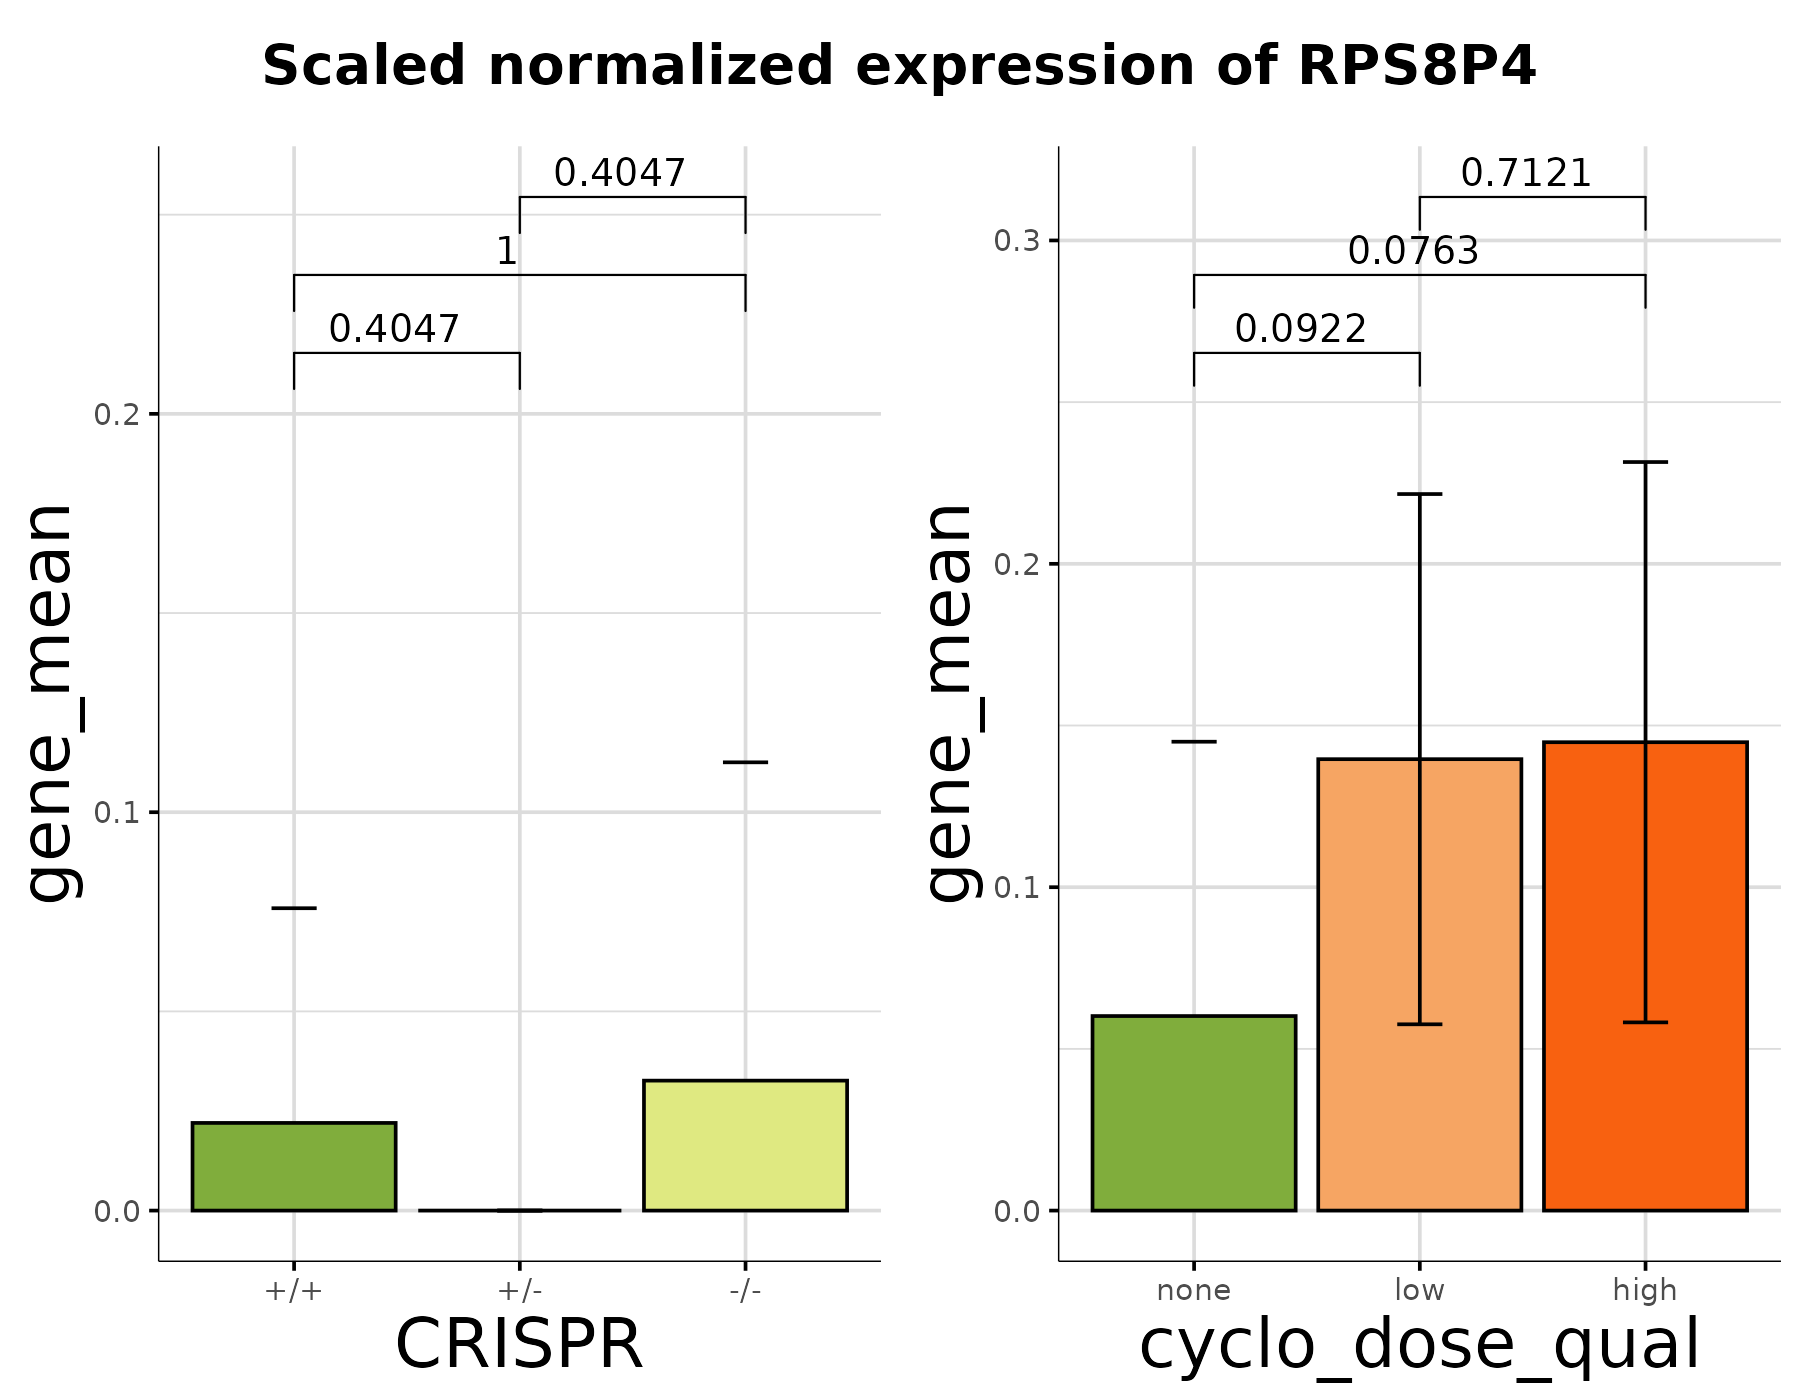 Scaled normalized expression of RPS8P4
0.4047
1
0.4047
0.2
0.1
0.0
gene_mean
+/+ +/- -/-
CRISPR
0.7121
0.0763
0.0922
0.3
0.2
0.1
0.0
gene_mean
none low high
cyclo_dose_qual